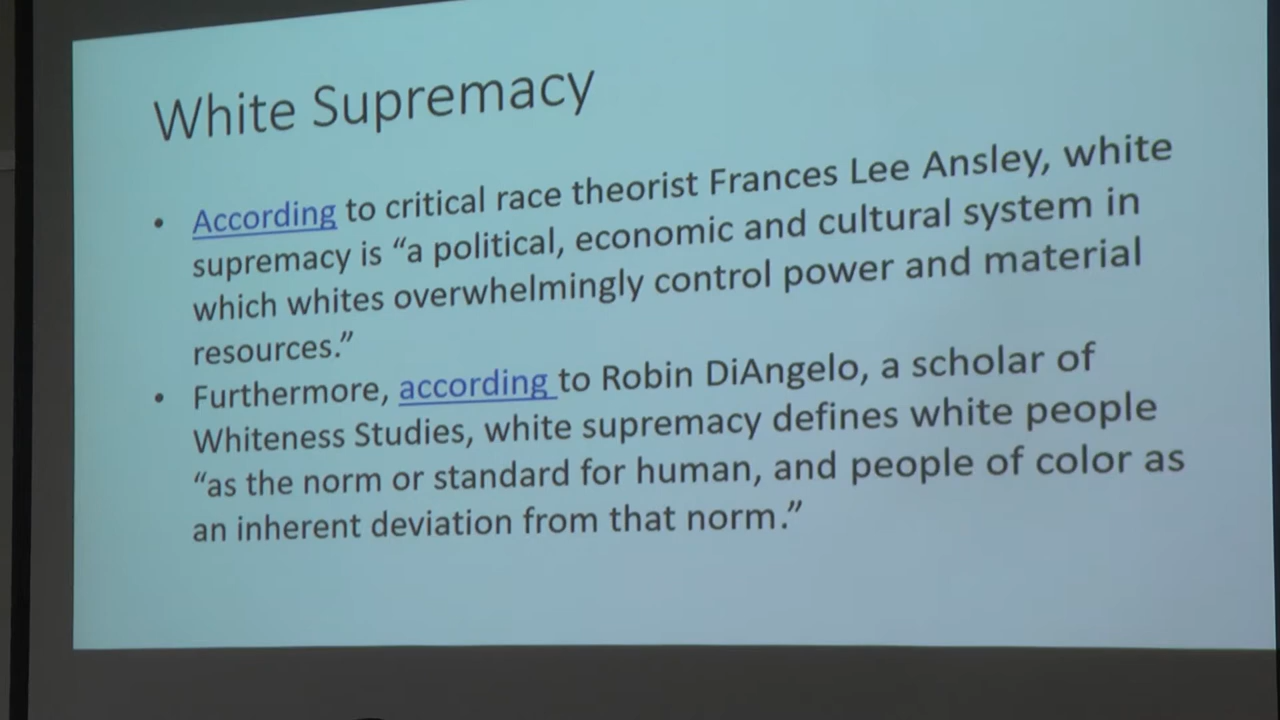 White Supremacy
• According to critical race theorist Frances Lee Ansley, white
supremacy is “a political, economic and cultural system in
which whites overwhelmingly control power and material
resources.”
• Furthermore, according to Robin DiAngelo, a scholar of
Whiteness Studies, white supremacy defines white people
“as the norm or standard for human, and people of color as
an inherent deviation from that norm.”